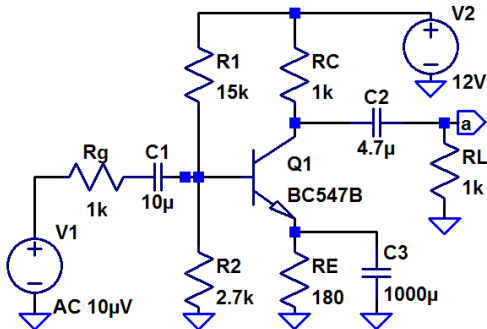 V2
12V
R1
15k
RC
1k
C2
4.7µ
a
RL
1k
Rg
1k
C1
10µ
Q1
BC547B
V1
AC 10µV
R2
2.7k
RE
180
C3
1000µ